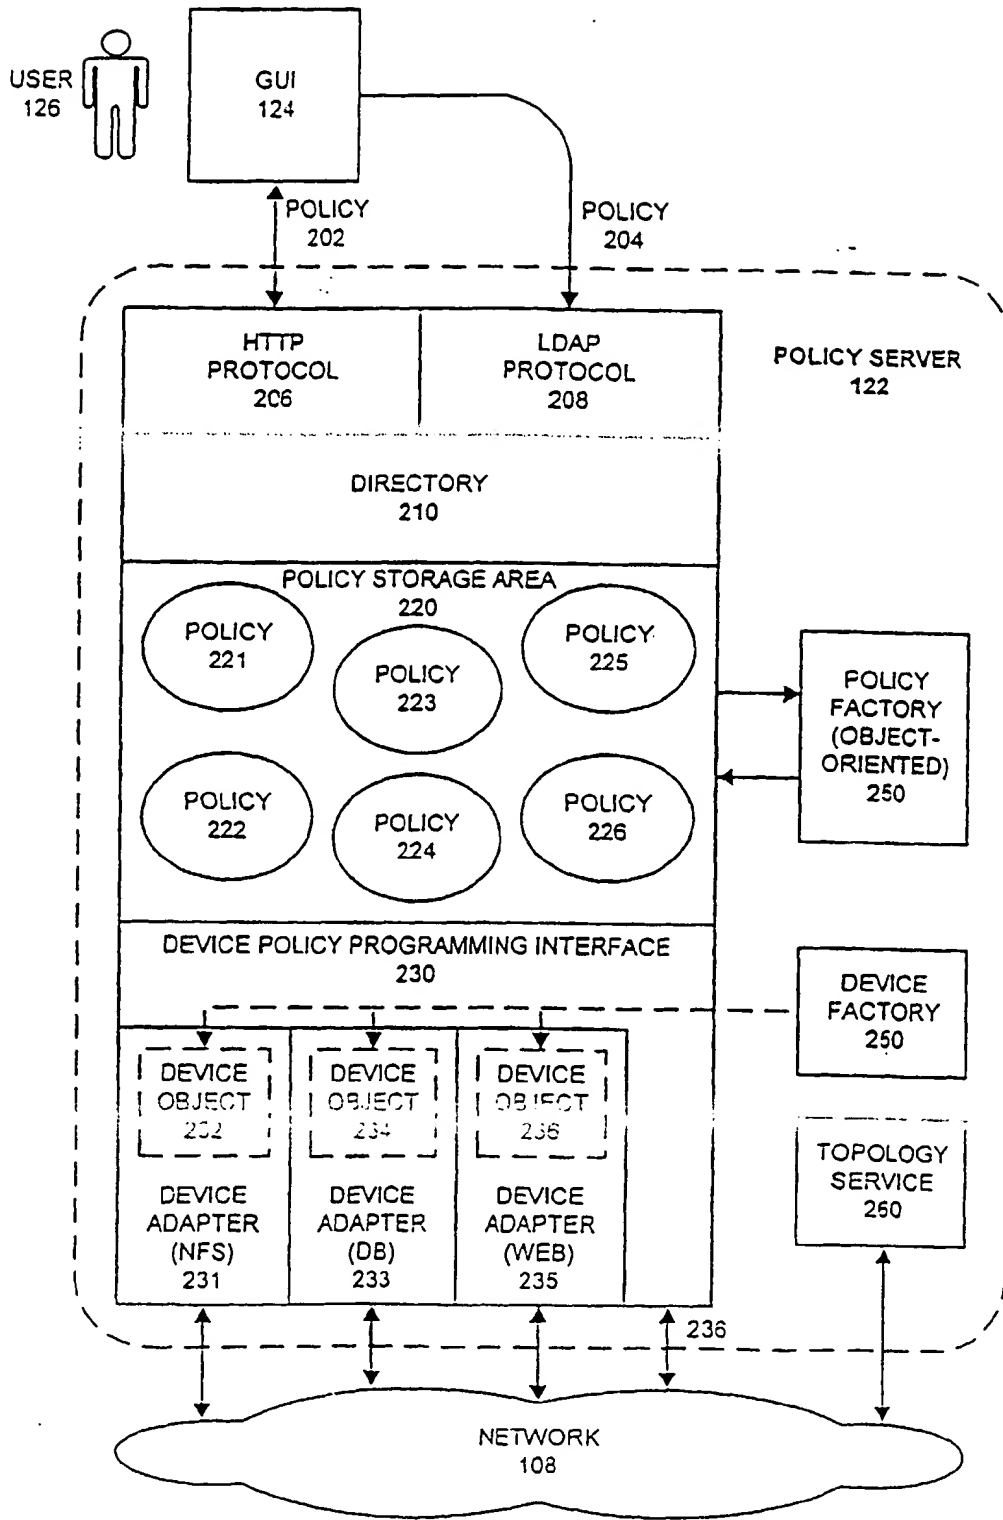 USER
126
GUI
124
POLICY
202
POLICY
204
HTTP
PROTOCOL
206
LDAP
PROTOCOL
208
POLICY SERVER
122
DIRECTORY
210
POLICY STORAGE AREA
220
POLICY
221
POLICY
223
POLICY
225
POLICY
222
POLICY
224
POLICY
226
POLICY
FACTORY
(OBJECT-
ORIENTED)
250
DEVICE POLICY PROGRAMMING INTERFACE
230
DEVICE
FACTORY
250
DEVICE
OBJECT
232
DEVICE
OBJECT
234
DEVICE
OBJECT
236
DEVICE
ADAPTER
(NFS)
231
DEVICE
ADAPTER
(DB)
233
DEVICE
ADAPTER
(WEB)
235
TOPOLOGY
SERVICE
260
236
NETWORK
108